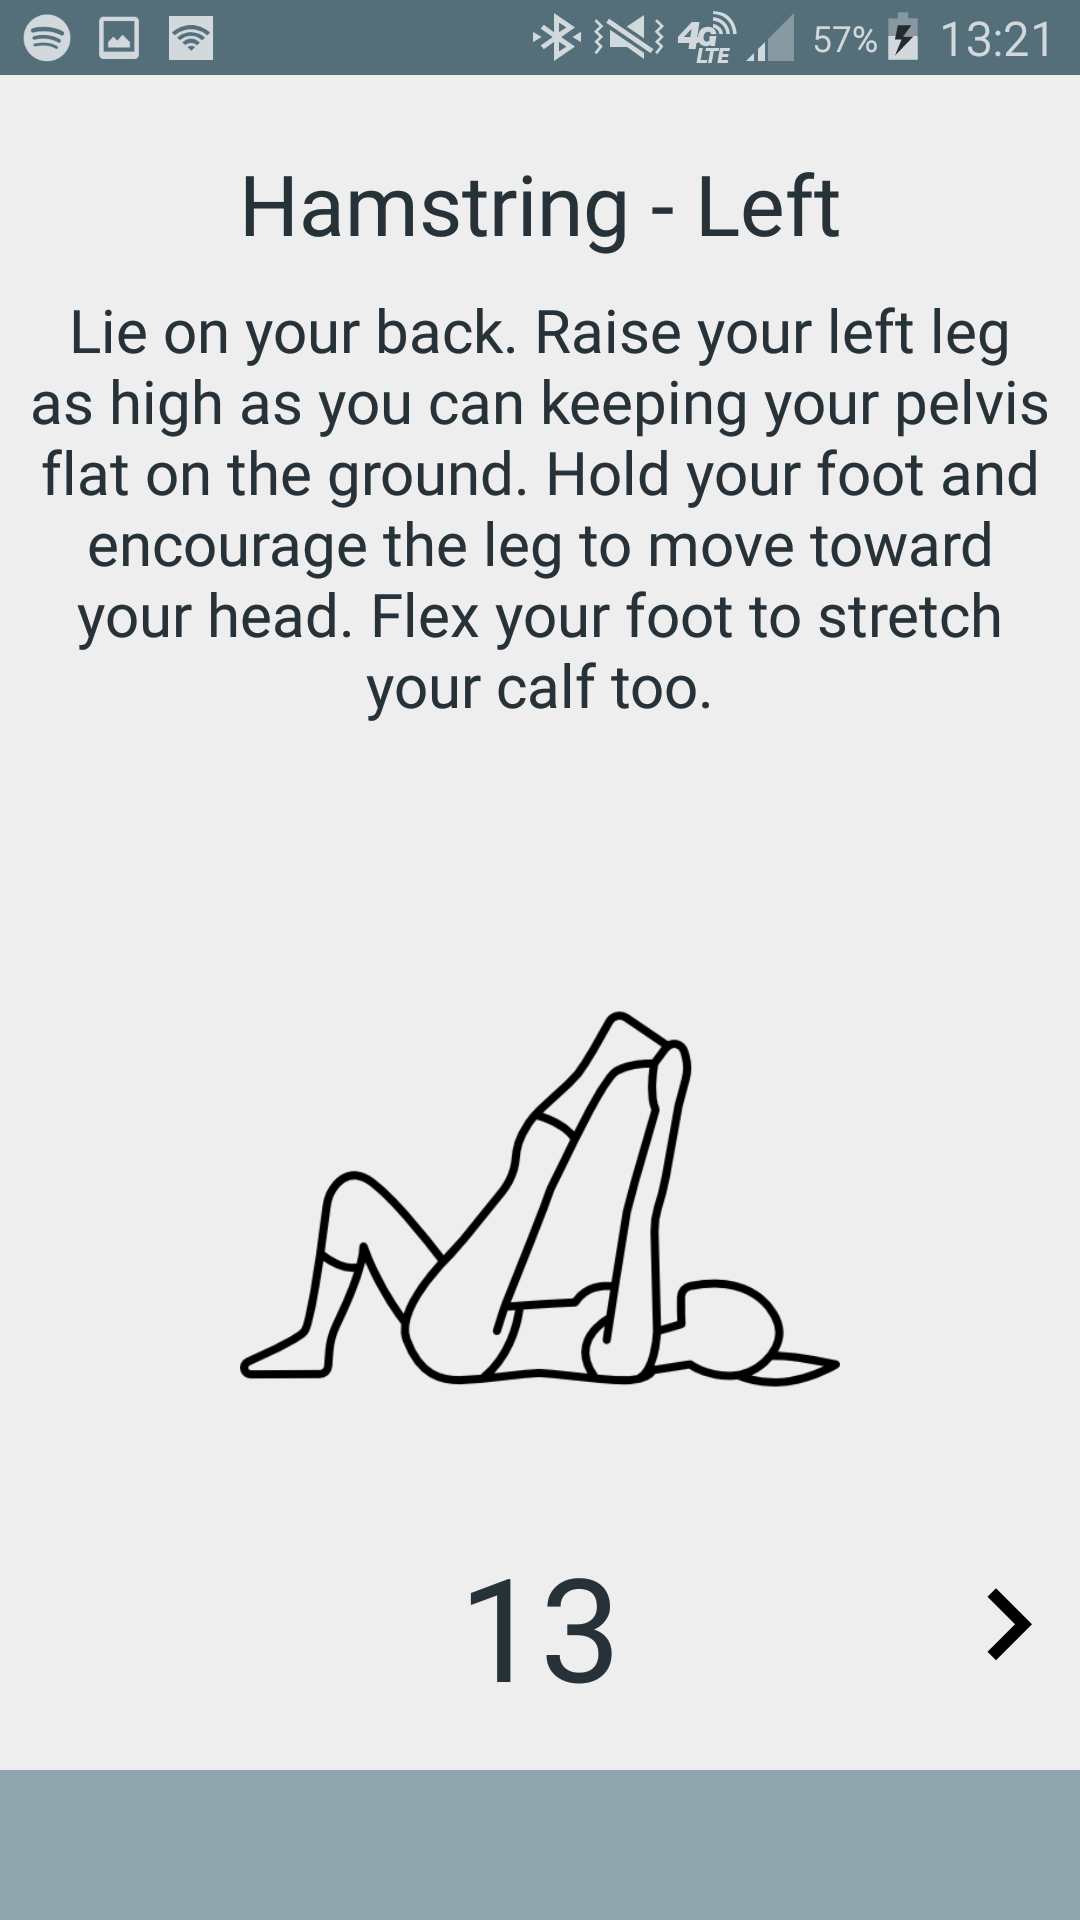 4G LTE 57% 13:21
Hamstring - Left
Lie on your back. Raise your left leg
as high as you can keeping your pelvis
flat on the ground. Hold your foot and
encourage the leg to move toward
your head. Flex your foot to stretch
your calf too.
13